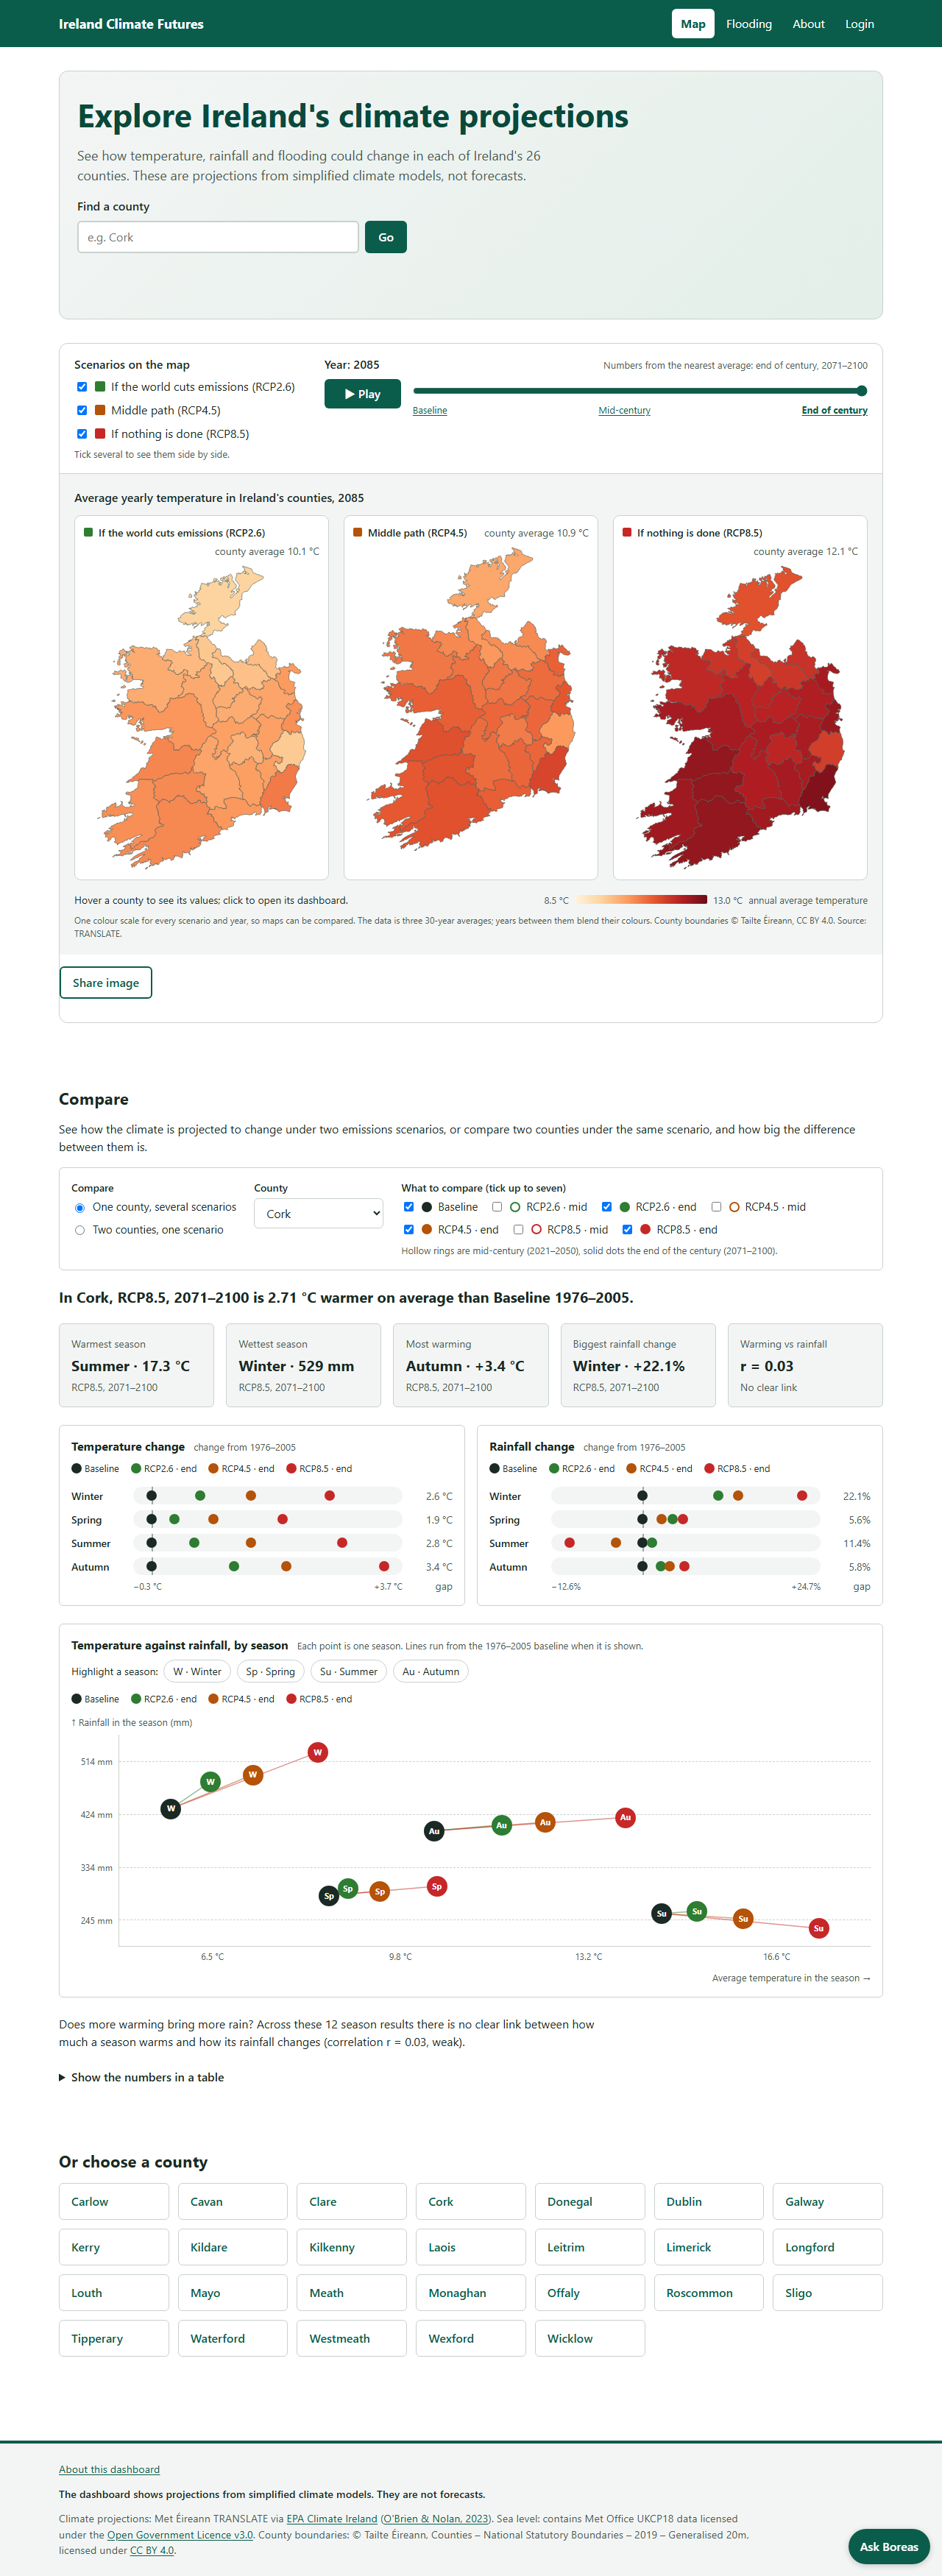 Ireland Climate Futures
Map
Flooding
About
Login
Explore Ireland's climate projections
See how temperature, rainfall and flooding could change in each of Ireland's 26
counties. These are projections from simplified climate models, not forecasts.
Find a county
e.g. Cork
Go
Scenarios on the map
If the world cuts emissions (RCP2.6)
Middle path (RCP4.5)
If nothing is done (RCP8.5)
Tick several to see them side by side.
Year: 2085
Numbers from the nearest average: end of century, 2071–2100
▶ Play
Baseline
Mid-century
End of century
Average yearly temperature in Ireland's counties, 2085
If the world cuts emissions (RCP2.6)
county average 10.1 °C
Middle path (RCP4.5)
county average 10.9 °C
If nothing is done (RCP8.5)
county average 12.1 °C
Hover a county to see its values; click to open its dashboard.
8.5 °C
13.0 °C
annual average temperature
One colour scale for every scenario and year, so maps can be compared. The data is three 30-year averages; years between them blend their colours. County boundaries © Tailte Éireann, CC BY 4.0. Source:
TRANSLATE.
Share image
Compare
See how the climate is projected to change under two emissions scenarios, or compare two counties under the same scenario, and how big the difference
between them is.
Compare
One county, several scenarios
Two counties, one scenario
County
Cork
What to compare (tick up to seven)
Baseline
RCP2.6 · mid
RCP2.6 · end
RCP4.5 · mid
RCP4.5 · end
RCP8.5 · mid
RCP8.5 · end
Hollow rings are mid-century (2021–2050), solid dots the end of the century (2071–2100).
In Cork, RCP8.5, 2071–2100 is 2.71 °C warmer on average than Baseline 1976–2005.
Warmest season
Summer · 17.3 °C
RCP8.5, 2071–2100
Wettest season
Winter · 529 mm
RCP8.5, 2071–2100
Most warming
Autumn · +3.4 °C
RCP8.5, 2071–2100
Biggest rainfall change
Winter · +22.1%
RCP8.5, 2071–2100
Warming vs rainfall
r = 0.03
No clear link
Temperature change
change from 1976–2005
Baseline
RCP2.6 · end
RCP4.5 · end
RCP8.5 · end
Winter
2.6 °C
Spring
1.9 °C
Summer
2.8 °C
Autumn
3.4 °C
−0.3 °C
+3.7 °C
gap
Rainfall change
change from 1976–2005
Baseline
RCP2.6 · end
RCP4.5 · end
RCP8.5 · end
Winter
22.1%
Spring
5.6%
Summer
11.4%
Autumn
5.8%
−12.6%
+24.7%
gap
Temperature against rainfall, by season
Each point is one season. Lines run from the 1976–2005 baseline when it is shown.
Highlight a season:
W · Winter
Sp · Spring
Su · Summer
Au · Autumn
Baseline
RCP2.6 · end
RCP4.5 · end
RCP8.5 · end
↑ Rainfall in the season (mm)
514 mm
424 mm
334 mm
245 mm
W
W
W
W
Au
Au
Au
Au
Sp
Sp
Sp
Sp
Su
Su
Su
Su
6.5 °C
9.8 °C
13.2 °C
16.6 °C
Average temperature in the season →
Does more warming bring more rain? Across these 12 season results there is no clear link between how
much a season warms and how its rainfall changes (correlation r = 0.03, weak).
▶ Show the numbers in a table
Or choose a county
Carlow
Cavan
Clare
Cork
Donegal
Dublin
Galway
Kerry
Kildare
Kilkenny
Laois
Leitrim
Limerick
Longford
Louth
Mayo
Meath
Monaghan
Offaly
Roscommon
Sligo
Tipperary
Waterford
Westmeath
Wexford
Wicklow
About this dashboard
The dashboard shows projections from simplified climate models. They are not forecasts.
Climate projections: Met Éireann TRANSLATE via EPA Climate Ireland (O'Brien & Nolan, 2023). Sea level: contains Met Office UKCP18 data licensed
under the Open Government Licence v3.0. County boundaries: © Tailte Éireann, Counties – National Statutory Boundaries – 2019 – Generalised 20m,
licensed under CC BY 4.0.
Ask Boreas